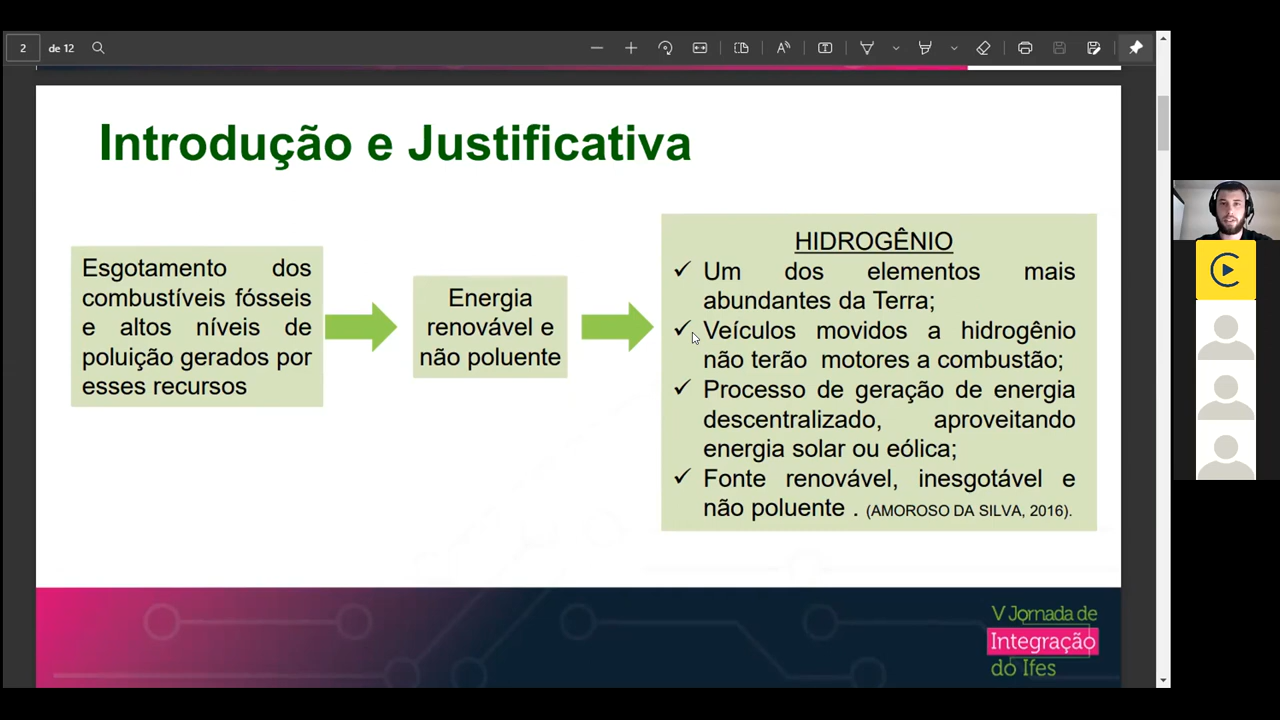 2 de 12
Introdução e Justificativa
Esgotamento dos
combustíveis fósseis
e altos níveis de
poluição gerados por
esses recursos
Energia
renovável e
não poluente
HIDROGÊNIO
✓ Um dos elementos mais
abundantes da Terra;
✓ Veículos movidos a hidrogênio
não terão motores a combustão;
✓ Processo de geração de energia
descentralizado, aproveitando
energia solar ou eólica;
✓ Fonte renovável, inesgotável e
não poluente . (AMOROSO DA SILVA, 2016).
V Jornada de
Integração
do Ifes